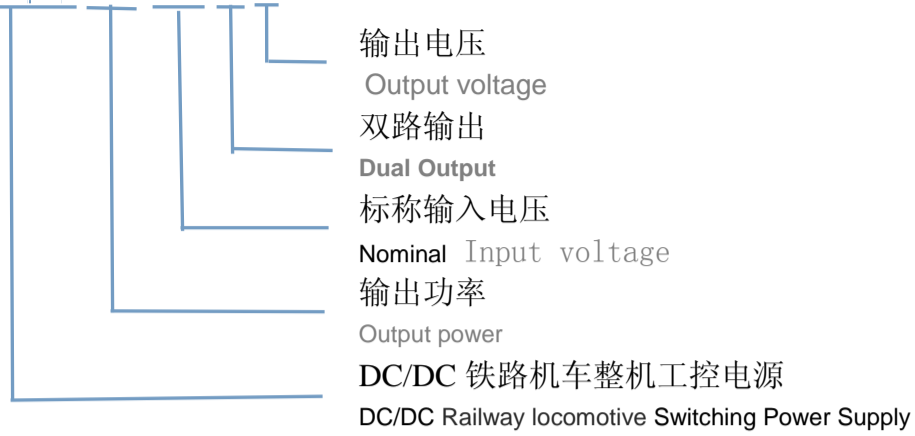 输出电压
Output voltage
双路输出
Dual Output
标称输入电压
Nominal Input voltage
输出功率
Output power
DC/DC 铁路机车整机工控电源
DC/DC Railway locomotive Switching Power Supply